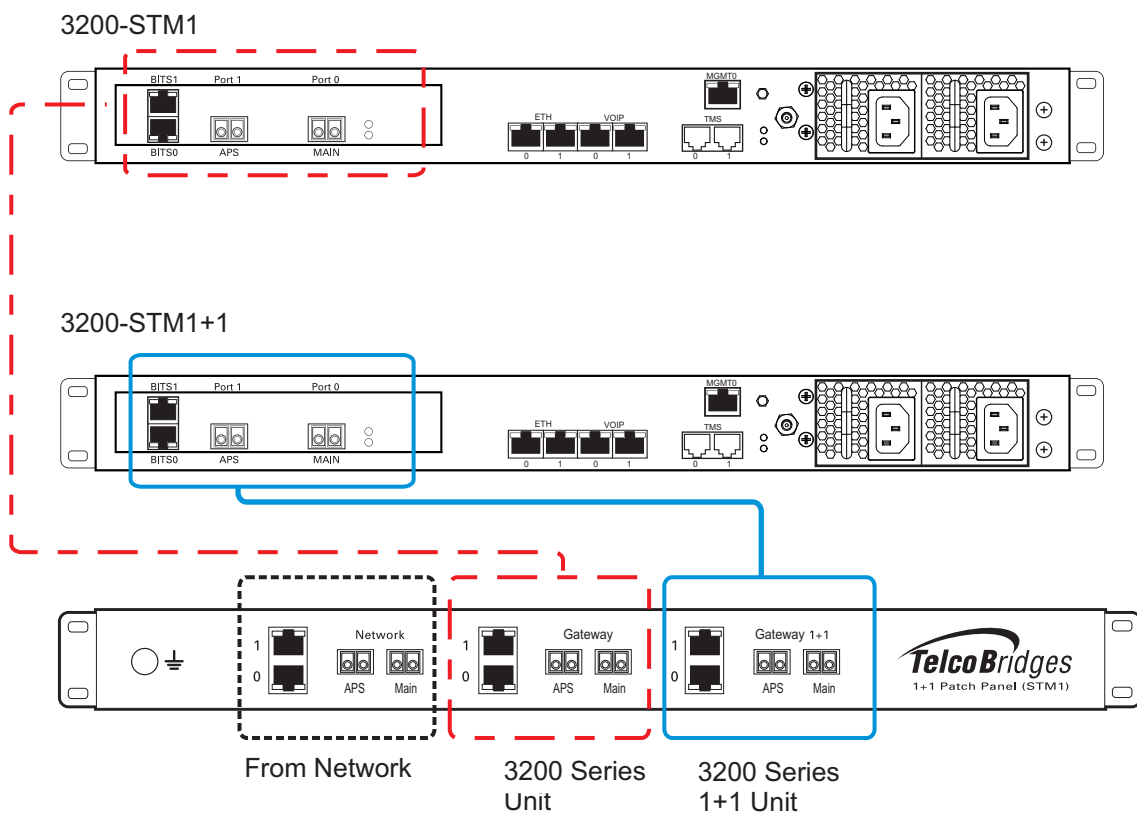 3200-STM1
BITS1 Port 1 Port 0
MGMT0
ETH VOIP TMS
BITS0 APS MAIN
0 1 0 1 0 1
3200-STM1+1
BITS1 Port 1 Port 0
MGMT0
ETH VOIP TMS
BITS0 APS MAIN
0 1 0 1 0 1
1 Network 1 Gateway 1 Gateway 1+1
TelcoBridges
0 APS Main 0 APS Main 0 APS Main
1+1 Patch Panel (STM1)
From Network
3200 Series
Unit
3200 Series
1+1 Unit